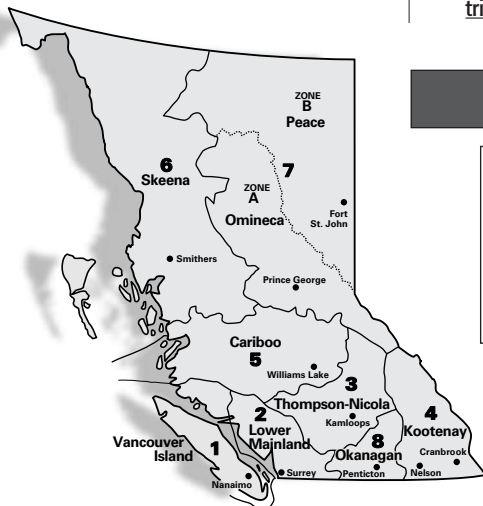 tri
ZONE
B
Peace
6
Skeena
7
ZONE
A
Omineca
Fort
St. John
Smithers
Prince George
Cariboo
5
Williams Lake
3
Thompson-Nicola
Kamloops
4
Kootenay
2
Lower
Mainland
8
Okanagan
Cranbrook
Vancouver
Island
1
Nanaimo
Surrey
Penticton
Nelson